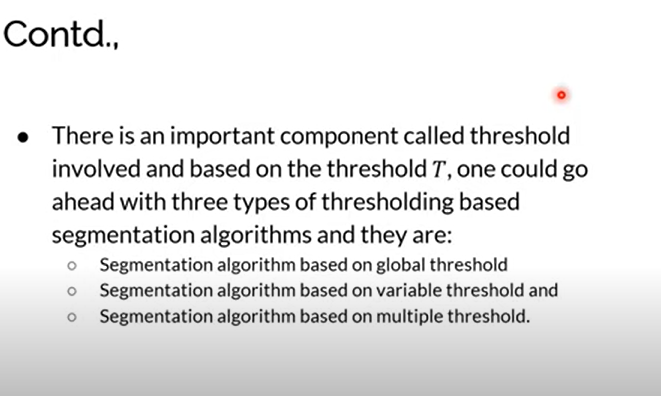 Contd.,
● There is an important component called threshold
involved and based on the threshold T, one could go
ahead with three types of thresholding based
segmentation algorithms and they are:
○ Segmentation algorithm based on global threshold
○ Segmentation algorithm based on variable threshold and
○ Segmentation algorithm based on multiple threshold.